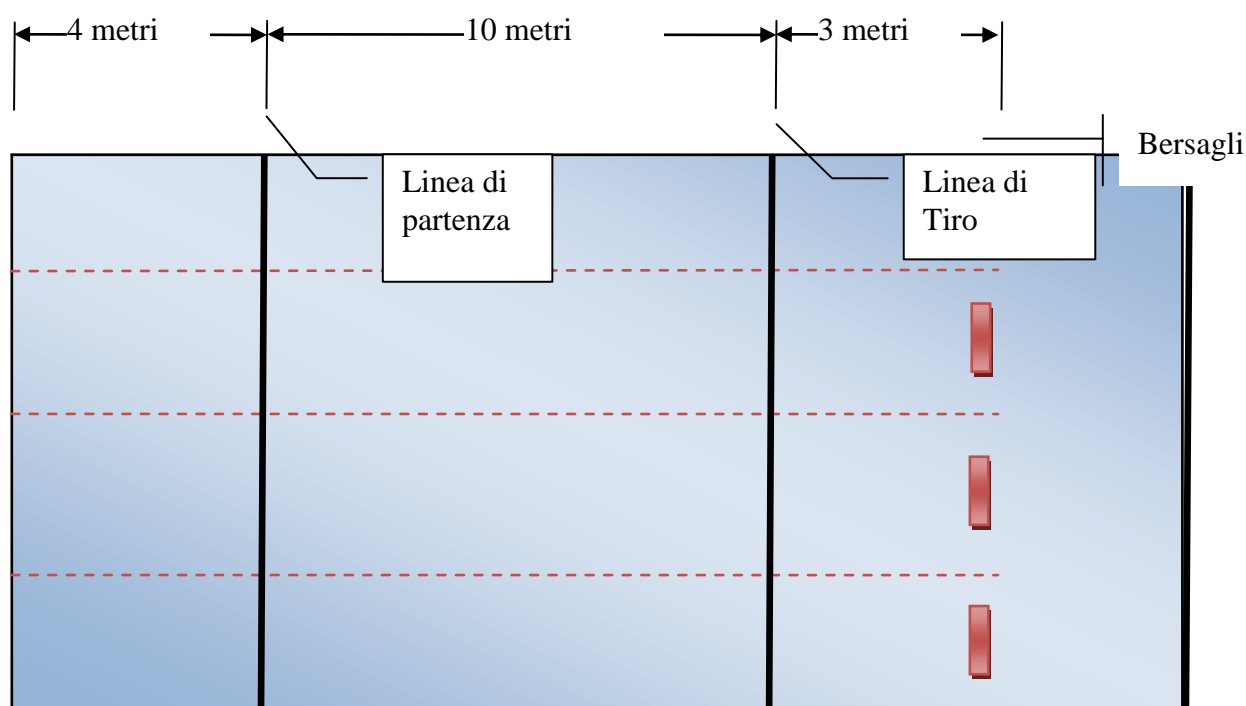 4 metri
10 metri
3 metri
Bersagli
Linea di
partenza
Linea di
Tiro